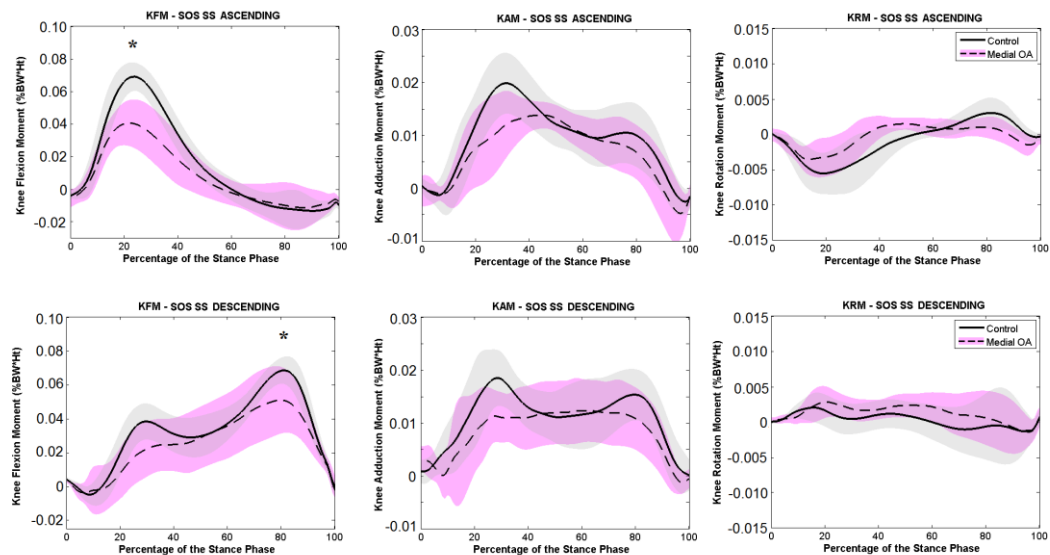 KFM - SOS SS ASCENDING
Knee Flexion Moment (%BW*Ht)
0.10
0.08
0.06
0.04
0.02
0
-0.02
*
0 20 40 60 80 100
Percentage of the Stance Phase
KAM - SOS SS ASCENDING
Knee Adduction Moment (%BW*Ht)
0.03
0.02
0.01
0
-0.01
0 20 40 60 80 100
Percentage of the Stance Phase
KRM - SOS SS ASCENDING
Knee Rotation Moment (%BW*Ht)
0.015
0.010
0.005
0
-0.005
-0.010
-0.015
Control
Medial OA
0 20 40 60 80 100
Percentage of the Stance Phase
KFM - SOS SS DESCENDING
Knee Flexion Moment (%BW*Ht)
0.10
0.08
0.06
0.04
0.02
0
-0.02
*
0 20 40 60 80 100
Percentage of the Stance Phase
KAM - SOS SS DESCENDING
Knee Adduction Moment (%BW*Ht)
0.03
0.02
0.01
0
-0.01
0 20 40 60 80 100
Percentage of the Stance Phase
KRM - SOS SS DESCENDING
Knee Rotation Moment (%BW*Ht)
0.015
0.010
0.005
0
-0.005
-0.010
-0.015
Control
Medial OA
0 20 40 60 80 100
Percentage of the Stance Phase